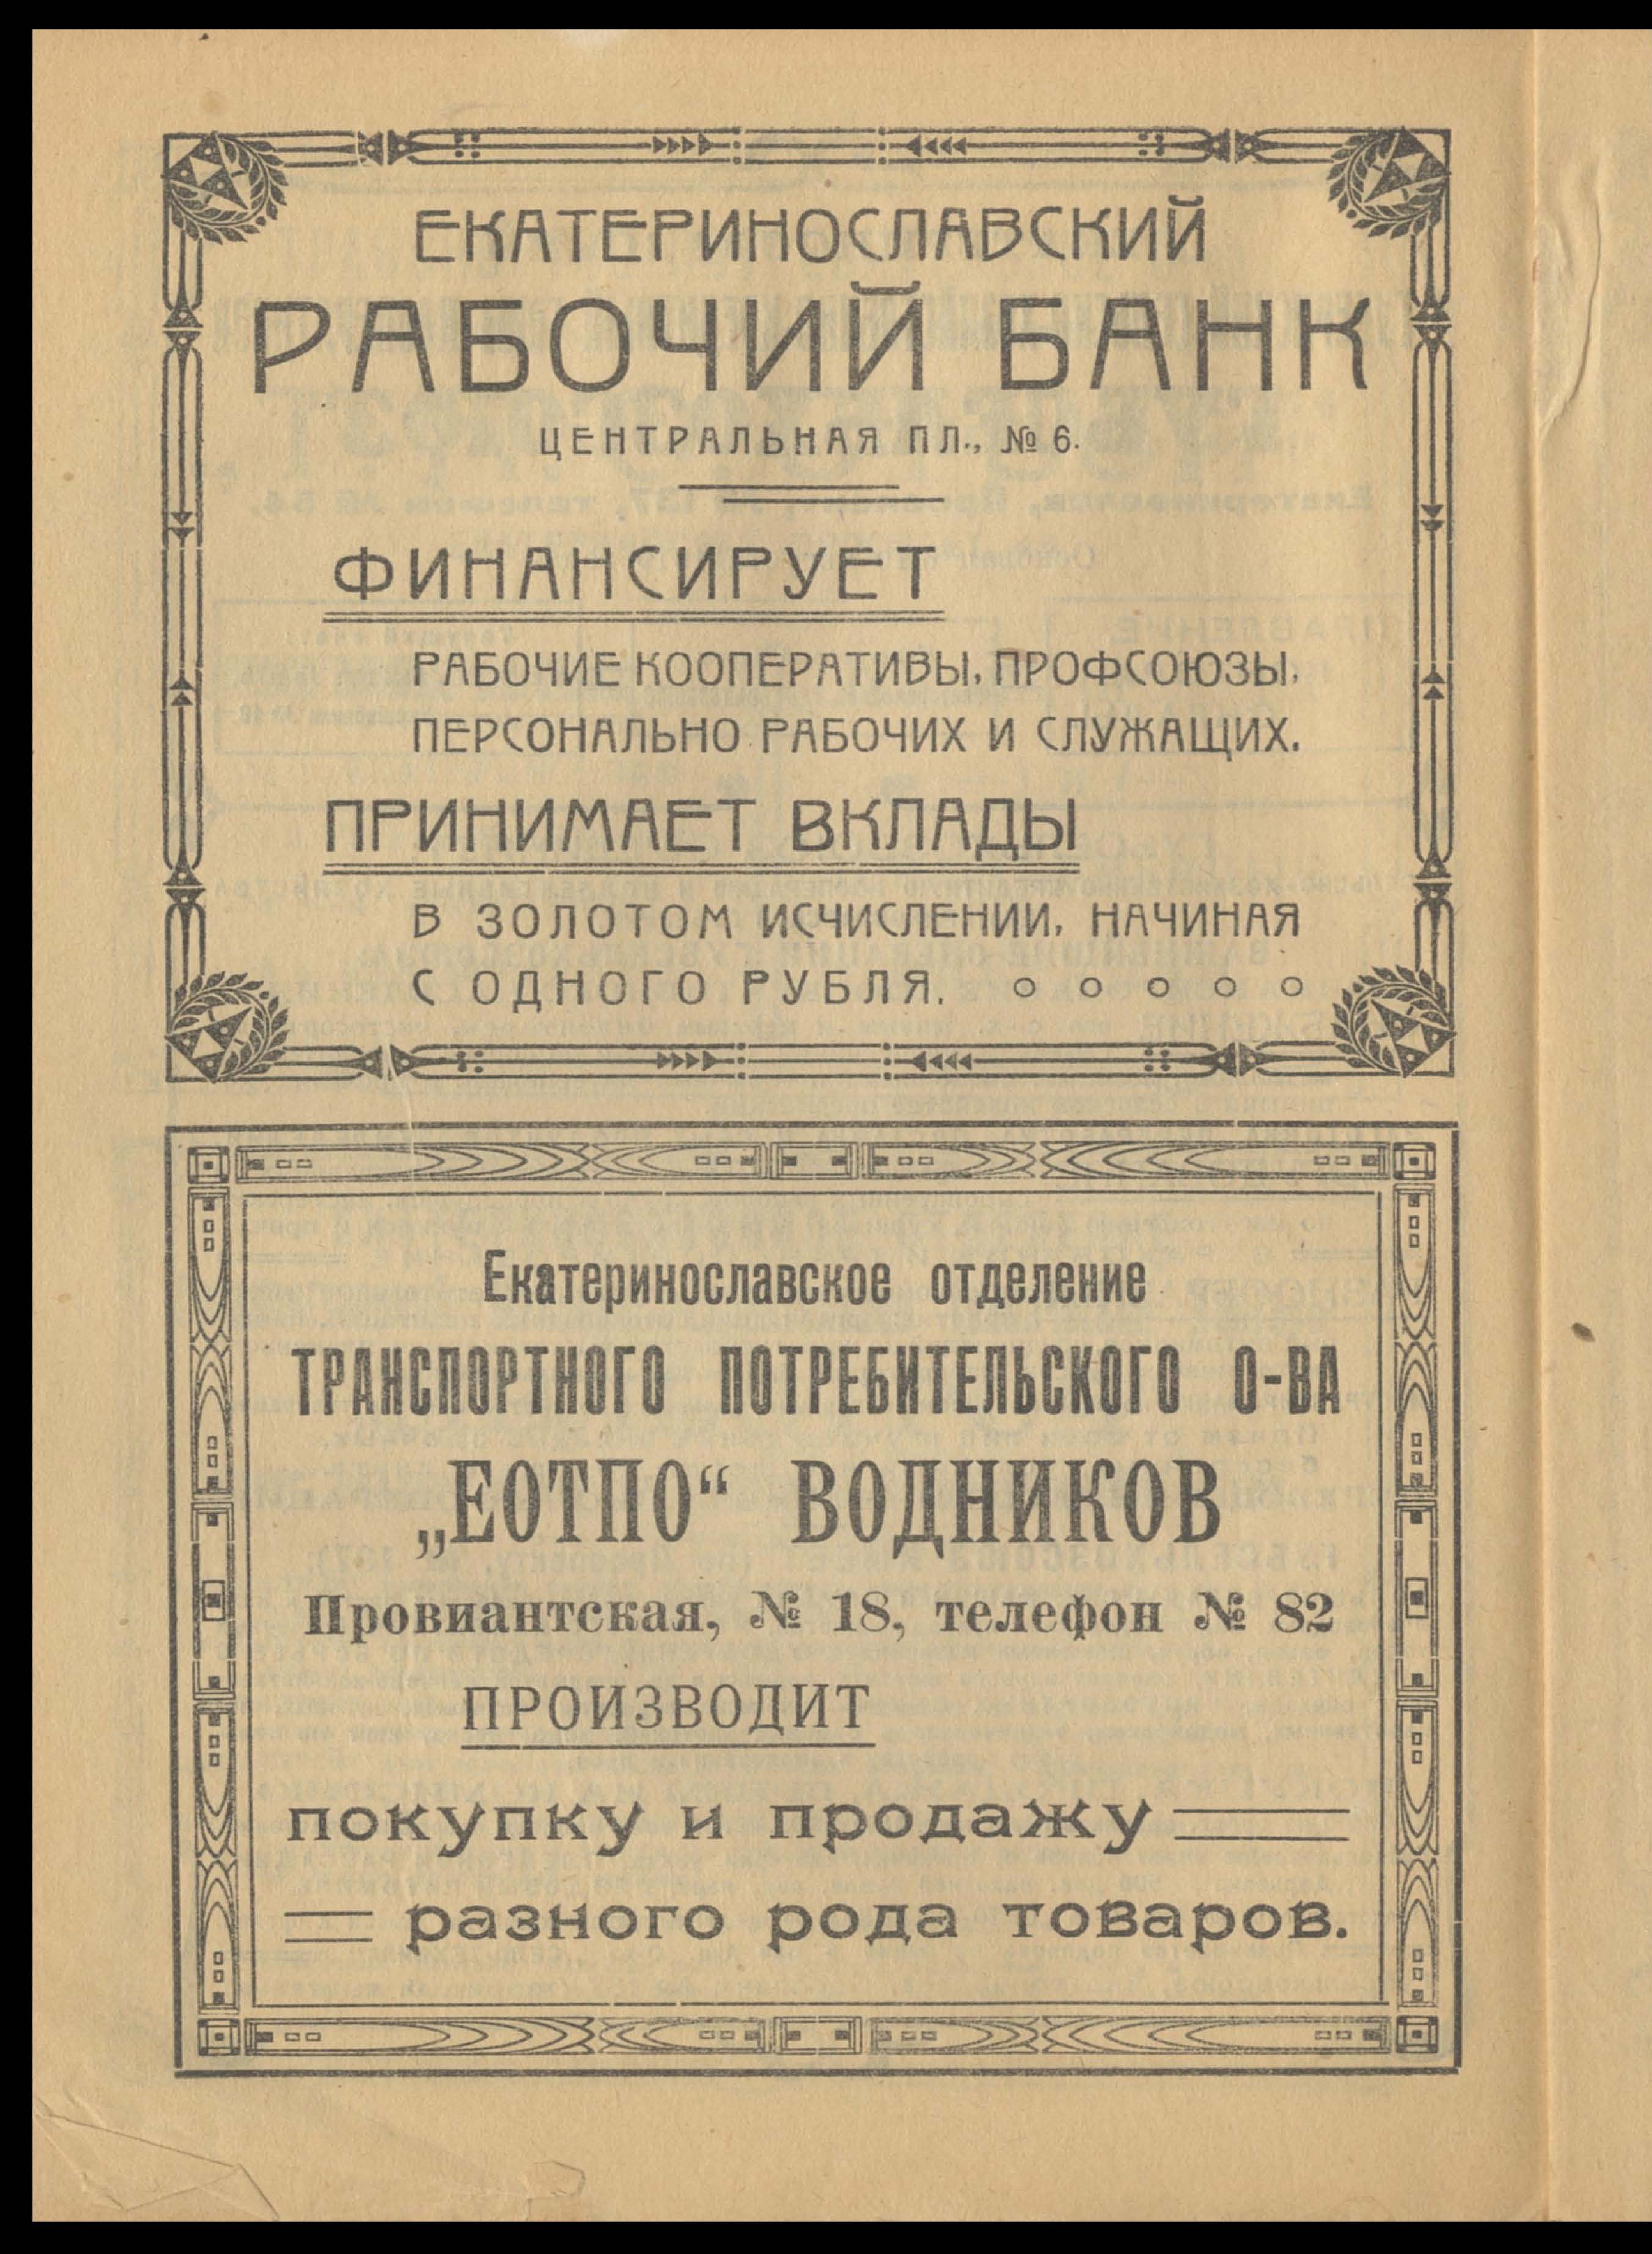 ЕКАТЕРИНОСЛАВСКИЙ
РАБОЧИЙ БАНК
ЦЕНТРАЛЬНАЯ ПЛ., № 6.
ФИНАНСИРУЕТ
РАБОЧИЕ КООПЕРАТИВЫ, ПРОФСОЮЗЫ,
ПЕРСОНАЛЬНО РАБОЧИХ И СЛУЖАЩИХ.
ПРИНИМАЕТ ВКЛАДЫ
В ЗОЛОТОМ ИСЧИСЛЕНИИ, НАЧИНАЯ
С ОДНОГО РУБЛЯ.
Екатеринославское отделение
ТРАНСПОРТНОГО ПОТРЕБИТЕЛЬСКОГО О-ВА
„ЕОТПО“ ВОДНИКОВ
Провиантская, № 18, телефон № 82
ПРОИЗВОДИТ
покупку и продажу
разного рода товаров.